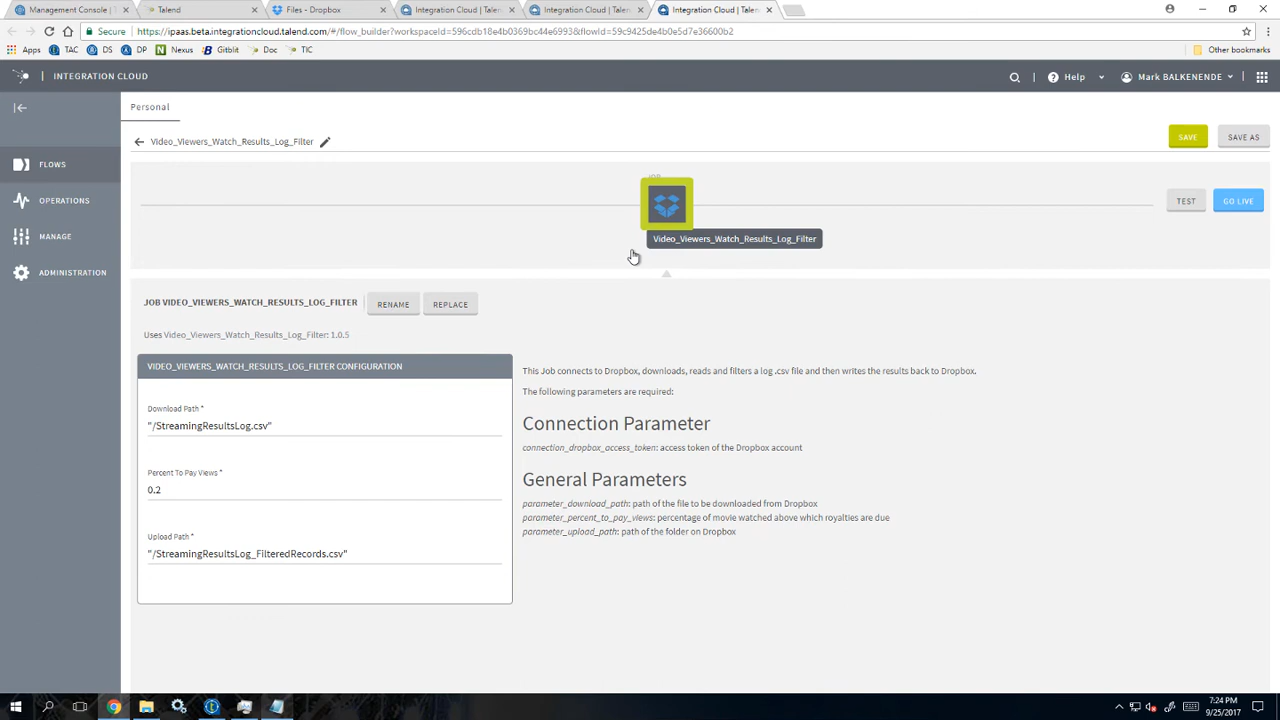 Management Console | T
Talend
Files - Dropbox
Integration Cloud | Talen
Integration Cloud | Talen
Integration Cloud | Talen
Secure https://ipaas.beta.integrationcloud.talend.com/#/flow_builder?workspaceId=596cdb18e4b0369bc44e6993&flowId=59c9425de4b0e5d7e36600b2
Apps TAC DS DP Nexus Gitblit Doc TIC Other bookmarks
INTEGRATION CLOUD Help Mark BALKENENDE
Personal
Video_Viewers_Watch_Results_Log_Filter SAVE SAVE AS
FLOWS
OPERATIONS
MANAGE
ADMINISTRATION
JOB
TEST GO LIVE
Video_Viewers_Watch_Results_Log_Filter
JOB VIDEO_VIEWERS_WATCH_RESULTS_LOG_FILTER RENAME REPLACE
Uses Video_Viewers_Watch_Results_Log_Filter: 1.0.5
VIDEO_VIEWERS_WATCH_RESULTS_LOG_FILTER CONFIGURATION
Download Path *
"/StreamingResultsLog.csv"
Percent To Pay Views *
0.2
Upload Path *
"/StreamingResultsLog_FilteredRecords.csv"
This Job connects to Dropbox, downloads, reads and filters a log .csv file and then writes the results back to Dropbox.
The following parameters are required:
Connection Parameter
connection_dropbox_access_token: access token of the Dropbox account
General Parameters
parameter_download_path: path of the file to be downloaded from Dropbox
parameter_percent_to_pay_views: percentage of movie watched above which royalties are due
parameter_upload_path: path of the folder on Dropbox
7:24 PM
9/25/2017